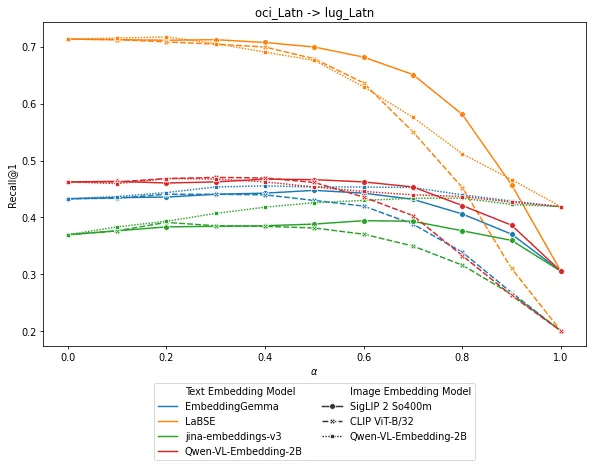 oci_Latn -> lug_Latn
Recall@1
0.7
0.6
0.5
0.4
0.3
0.2
0.0 0.2 0.4 0.6 0.8 1.0
α
Text Embedding Model Image Embedding Model
EmbeddingGemma SigLIP 2 So400m
LaBSE CLIP ViT-B/32
jina-embeddings-v3 Qwen-VL-Embedding-2B
Qwen-VL-Embedding-2B